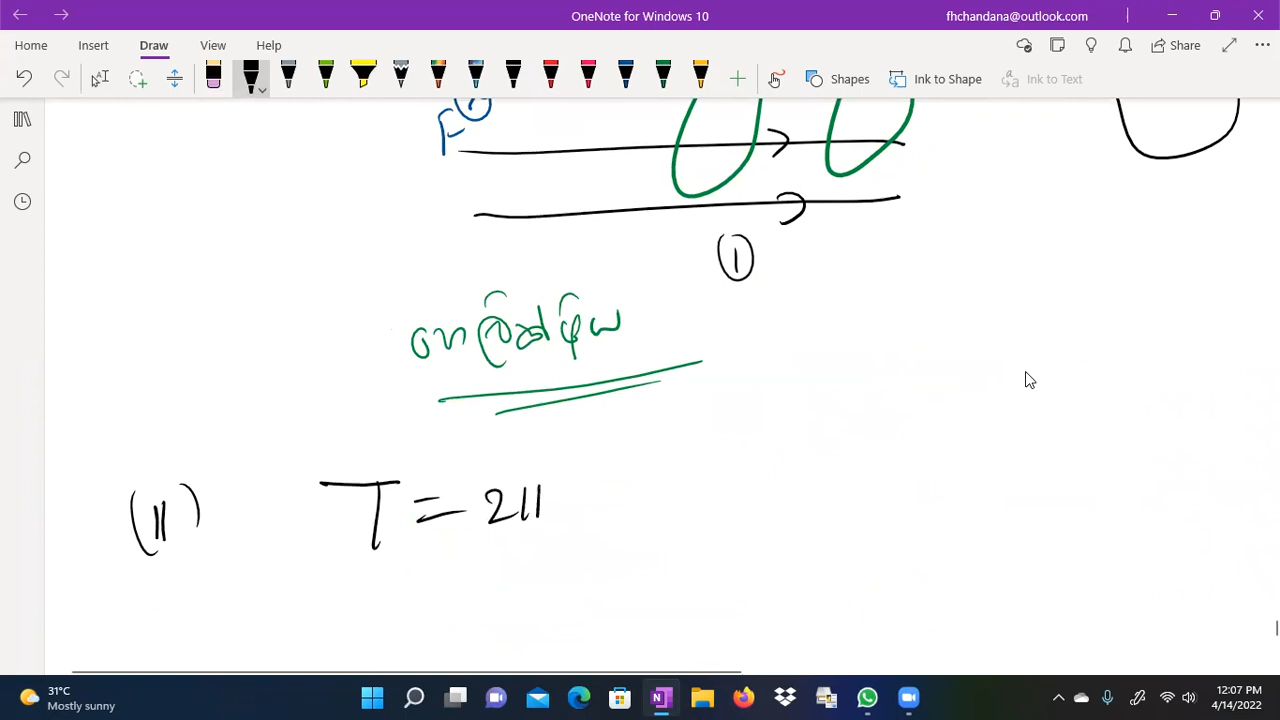 OneNote for Windows 10
fhchandana@outlook.com
Home Insert Draw View Help
Share
Shapes
Ink to Shape
Ink to Text
F
1
හෙලික්සිය
(II) T = 2II
31°C
Mostly sunny
12:07 PM
4/14/2022